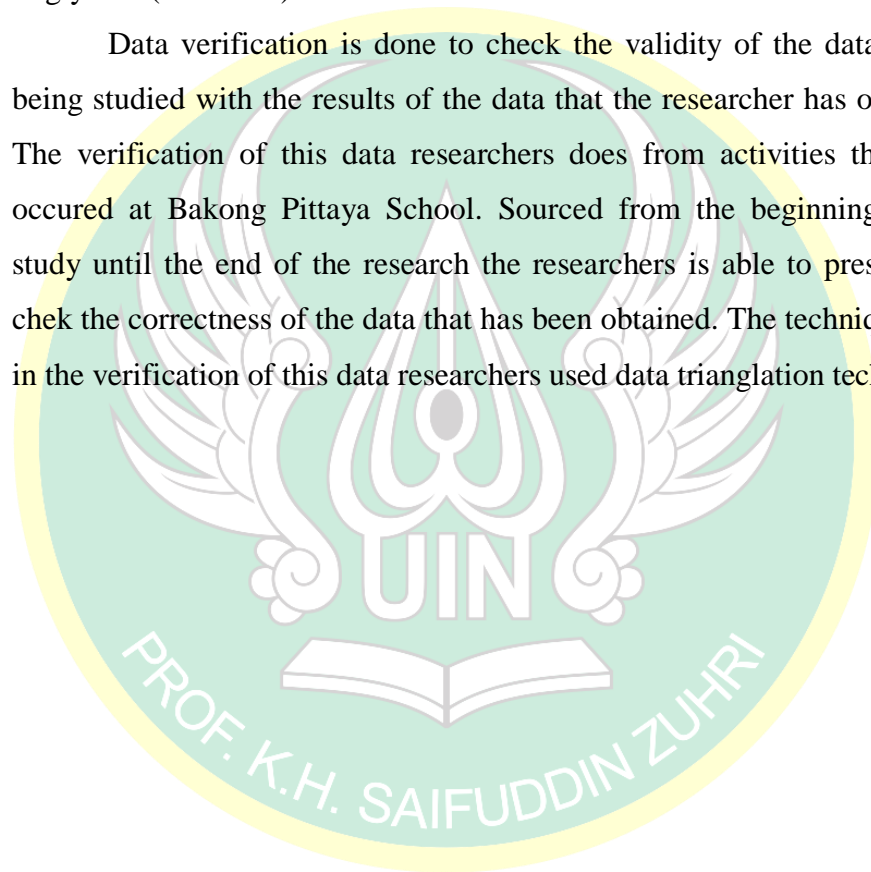 Data verification is done to check the validity of the data
being studied with the results of the data that the researcher has o
The verification of this data researchers does from activities th
occured at Bakong Pittaya School. Sourced from the beginning
study until the end of the research the researchers is able to pres
chek the correctness of the data that has been obtained. The techni
in the verification of this data researchers used data trianglation tec
UIN
PROF. K.H. SAIFUDDIN ZUHRI